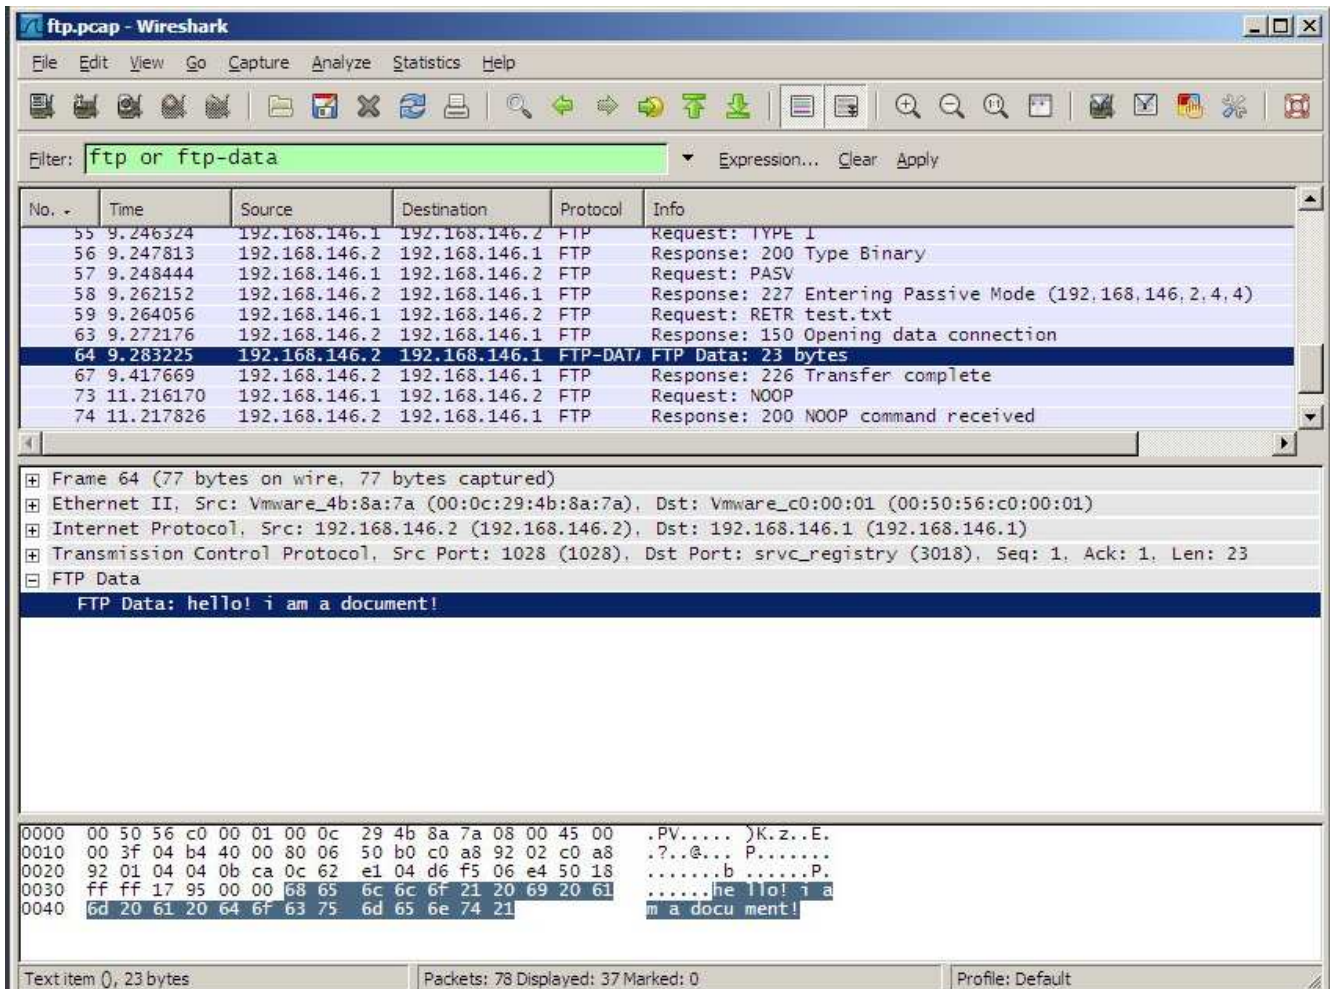 ftp.pcap - Wireshark
File Edit View Go Capture Analyze Statistics Help
Filter: ftp or ftp-data Expression... Clear Apply
No. Time Source Destination Protocol Info
55 9.246324 192.168.146.1 192.168.146.2 FTP Request: TYPE I
56 9.247813 192.168.146.2 192.168.146.1 FTP Response: 200 Type Binary
57 9.248444 192.168.146.1 192.168.146.2 FTP Request: PASV
58 9.262152 192.168.146.2 192.168.146.1 FTP Response: 227 Entering Passive Mode (192,168,146,2,4,4)
59 9.264056 192.168.146.1 192.168.146.2 FTP Request: RETR test.txt
63 9.272176 192.168.146.2 192.168.146.1 FTP Response: 150 Opening data connection
64 9.283225 192.168.146.2 192.168.146.1 FTP-DATA FTP Data: 23 bytes
67 9.417669 192.168.146.2 192.168.146.1 FTP Response: 226 Transfer complete
73 11.216170 192.168.146.1 192.168.146.2 FTP Request: NOOP
74 11.217826 192.168.146.2 192.168.146.1 FTP Response: 200 NOOP command received
Frame 64 (77 bytes on wire, 77 bytes captured)
Ethernet II, Src: Vmware_4b:8a:7a (00:0c:29:4b:8a:7a), Dst: Vmware_c0:00:01 (00:50:56:c0:00:01)
Internet Protocol, Src: 192.168.146.2 (192.168.146.2), Dst: 192.168.146.1 (192.168.146.1)
Transmission Control Protocol, Src Port: 1028 (1028), Dst Port: srvc_registry (3018), Seq: 1, Ack: 1, Len: 23
FTP Data
FTP Data: hello! i am a document!
0000 00 50 56 c0 00 01 00 0c 29 4b 8a 7a 08 00 45 00 .PV..... )K.z..E.
0010 00 3f 04 b4 40 00 80 06 50 b0 c0 a8 92 02 c0 a8 .?..@... P.......
0020 92 01 04 04 0b ca 0c 62 e1 04 d6 f5 06 e4 50 18 .......b ......P.
0030 ff ff 17 95 00 00 68 65 6c 6c 6f 21 20 69 20 61 ......he llo! i a
0040 6d 20 61 20 64 6f 63 75 6d 65 6e 74 21 m a docu ment!
Text item (), 23 bytes Packets: 78 Displayed: 37 Marked: 0 Profile: Default